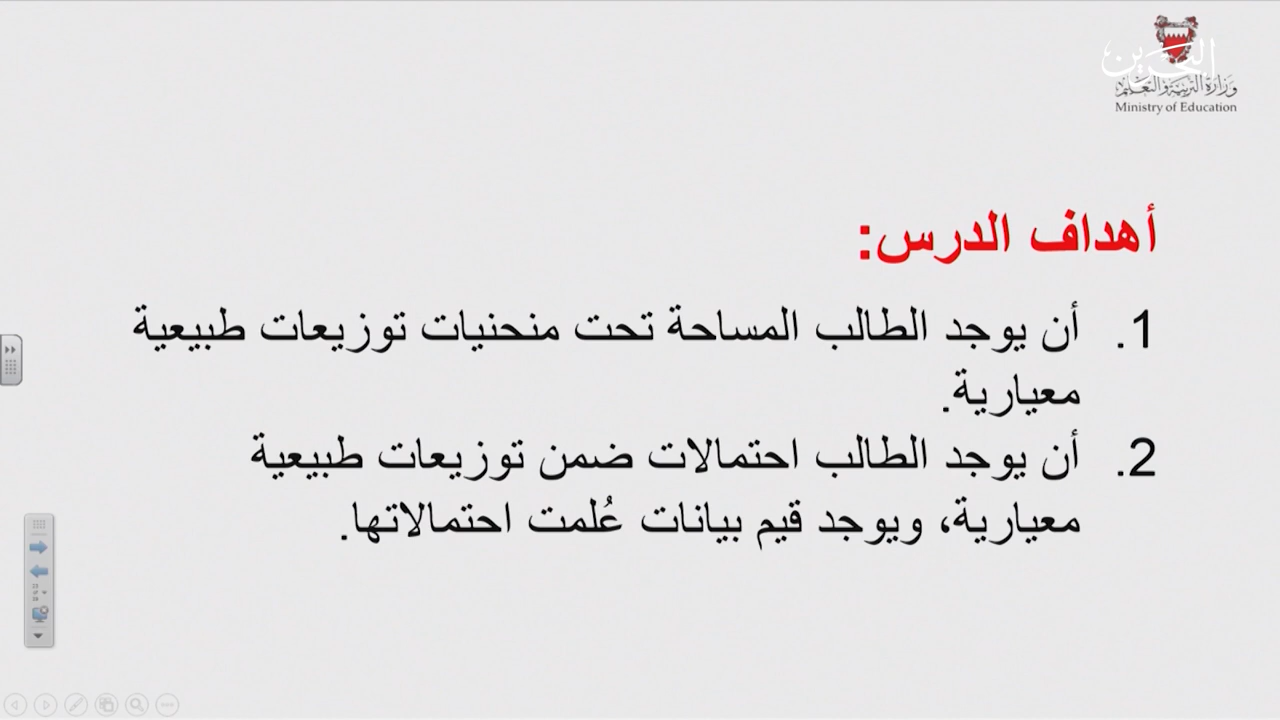 البحرين
وزارة التربية والتعليم
Ministry of Education
أهداف الدرس:
1. أن يوجد الطالب المساحة تحت منحنيات توزيعات طبيعية
معيارية.
2. أن يوجد الطالب احتمالات ضمن توزيعات طبيعية
معيارية، ويوجد قيم بيانات عُلمت احتمالاتها.